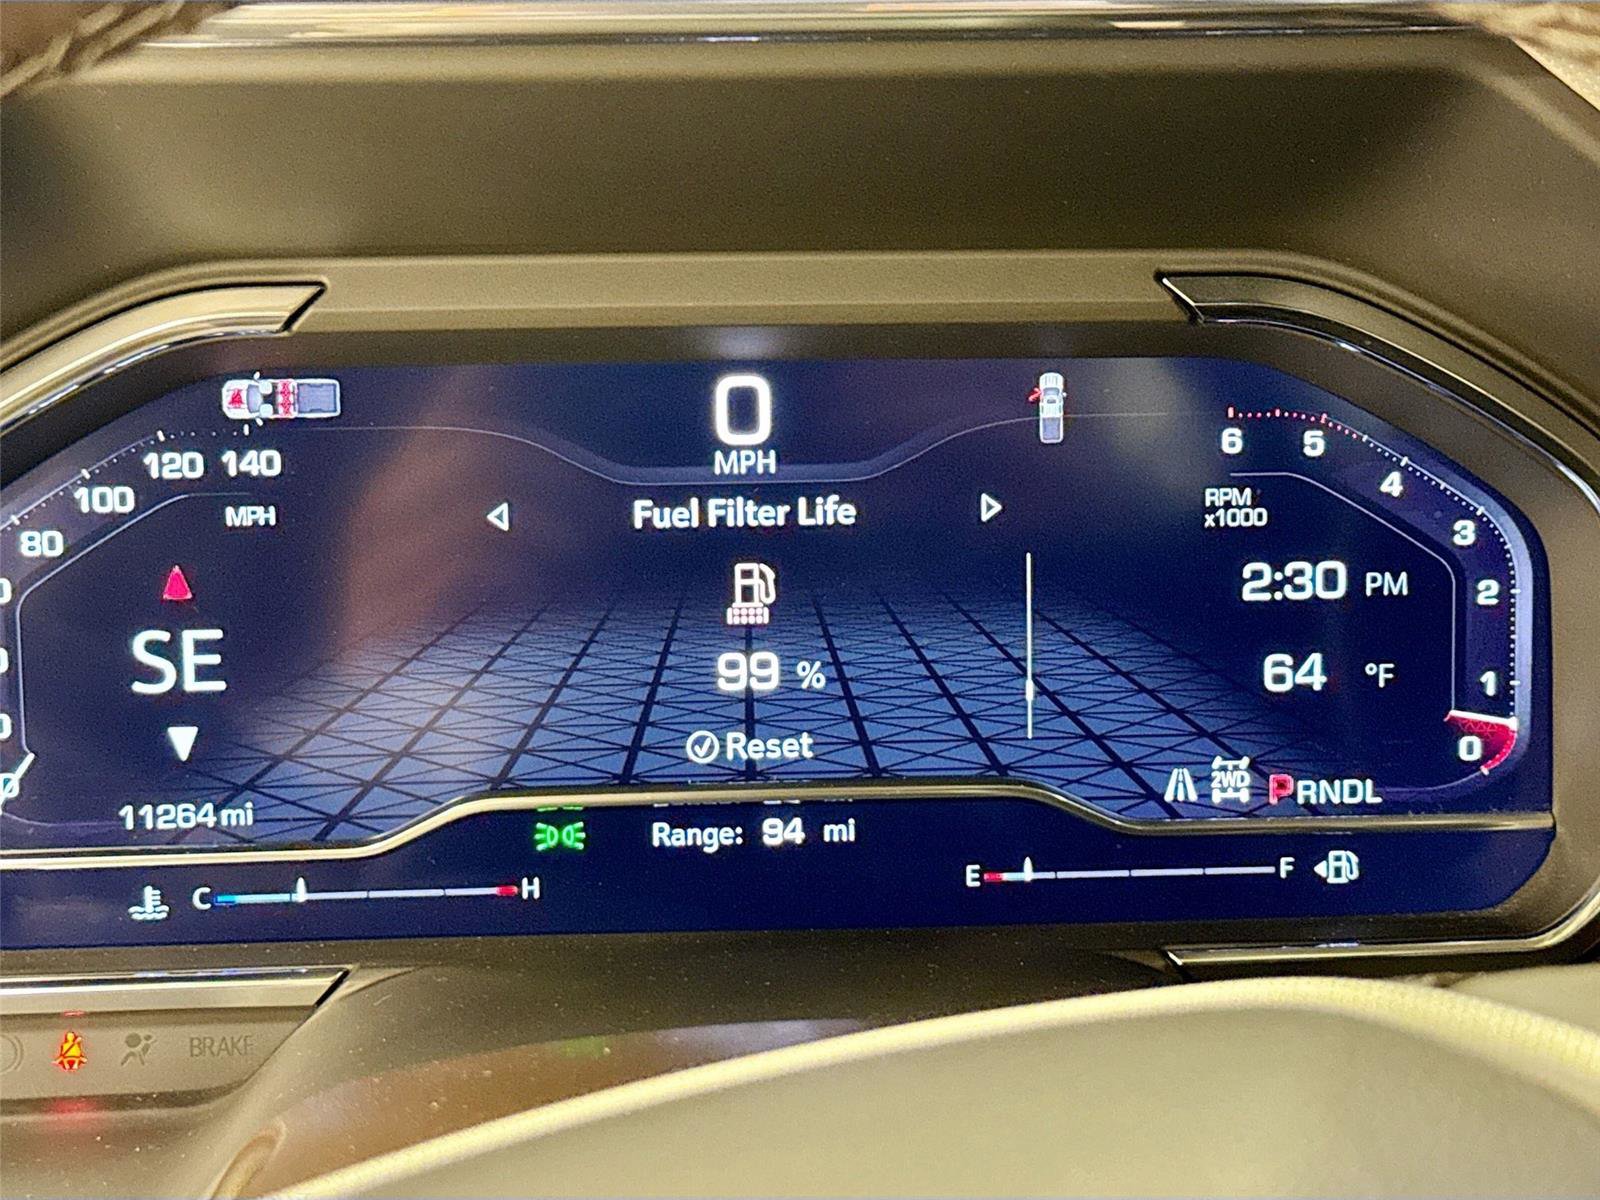 0
MPH
120 140
100
80
MPH
6 5 4 3 2 1 0
RPM
x1000
Fuel Filter Life
99 %
Reset
SE
2:30 PM
64 °F
2WD
PRNDL
11264 mi
Range: 94 mi
C H
E F
BRAKE